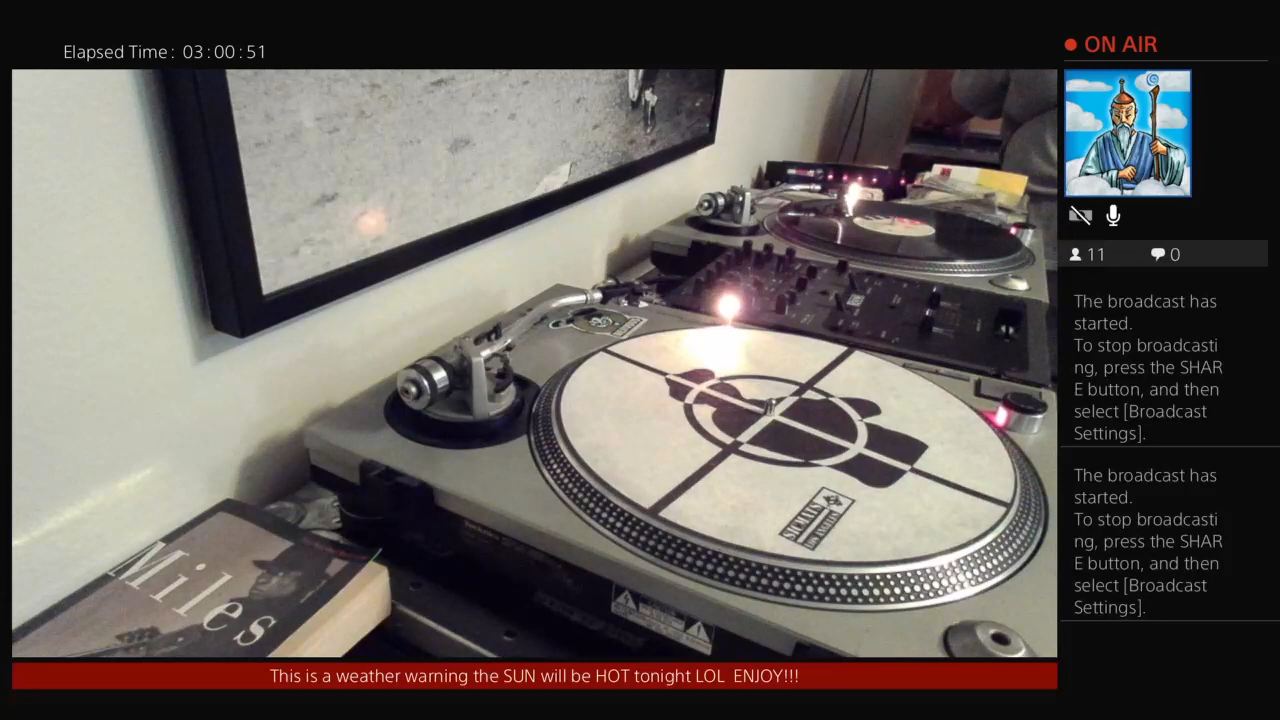 Elapsed Time: 03:00:51
ON AIR
11
0
The broadcast has
started.
To stop broadcasti
ng, press the SHAR
E button, and then
select [Broadcast
Settings].
The broadcast has
started.
To stop broadcasti
ng, press the SHAR
E button, and then
select [Broadcast
Settings].
SICMATS
LOS ANGELES
Miles
This is a weather warning the SUN will be HOT tonight LOL ENJOY!!!